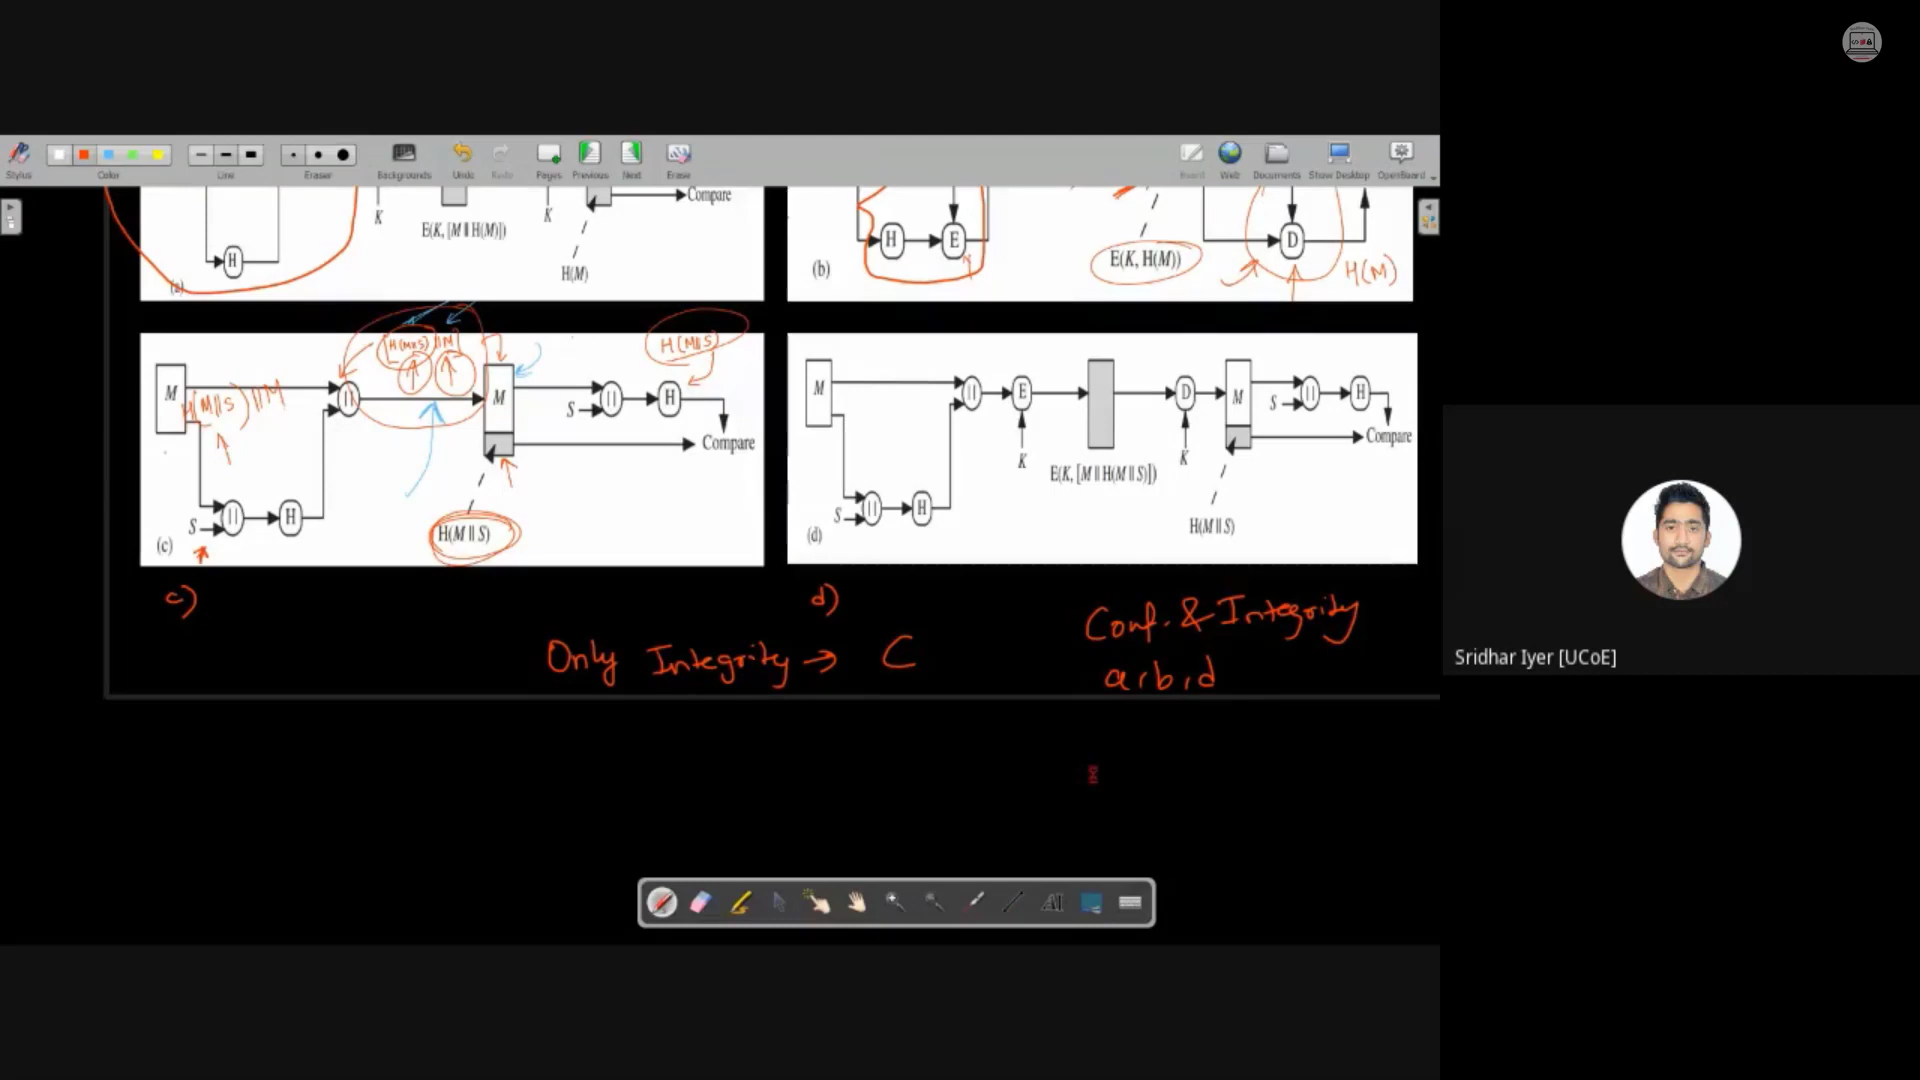 Stylus Color Line Eraser Backgrounds Undo Redo Pages Previous Next Erase Board Web Documents Show Desktop OpenBoard
K E(K, [M || H(M)]) K Compare
H
H(M)
(a)
H E E(K, H(M)) D H(M)
(b)
H(M||S) ||M H(M||S)
M || M S || H
H(M||S)||M
Compare
S || H
H(M || S)
(c)
M || E D M S || H
K E(K, [M || H(M || S)]) K Compare
S || H H(M || S)
(d)
c) d)
Only Integrity → C
Conf. & Integrity
a, b, d
Sridhar Iyer [UCoE]
AI